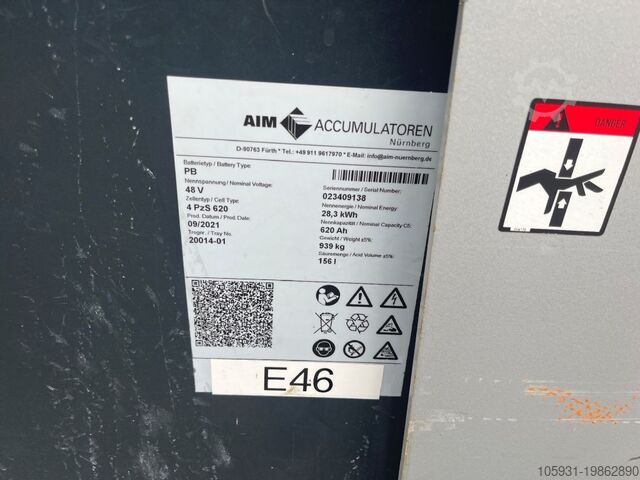 AIM ACCUMULATOREN
Nürnberg
D-90763 Fürth * Tel.: +49 911 9617970 * E-Mail: info@aim-nuernberg.de
Batterietyp / Battery Type:
PB
Nennspannung / Nominal Voltage:
48 V
Zellentyp / Cell Type:
4 PzS 620
Prod. Datum / Prod. Date:
09/2021
Trognr. / Tray No.:
20014-01
Seriennummer / Serial Number:
023409138
Nennenergie / Nominal Energy:
28,3 kWh
Nennkapazität / Nominal Capacity C5:
620 Ah
Gewicht / Weight ±5%:
939 kg
Säuremenge / Acid Volume ±5%:
156 l
E46
DANGER
105931-19862890